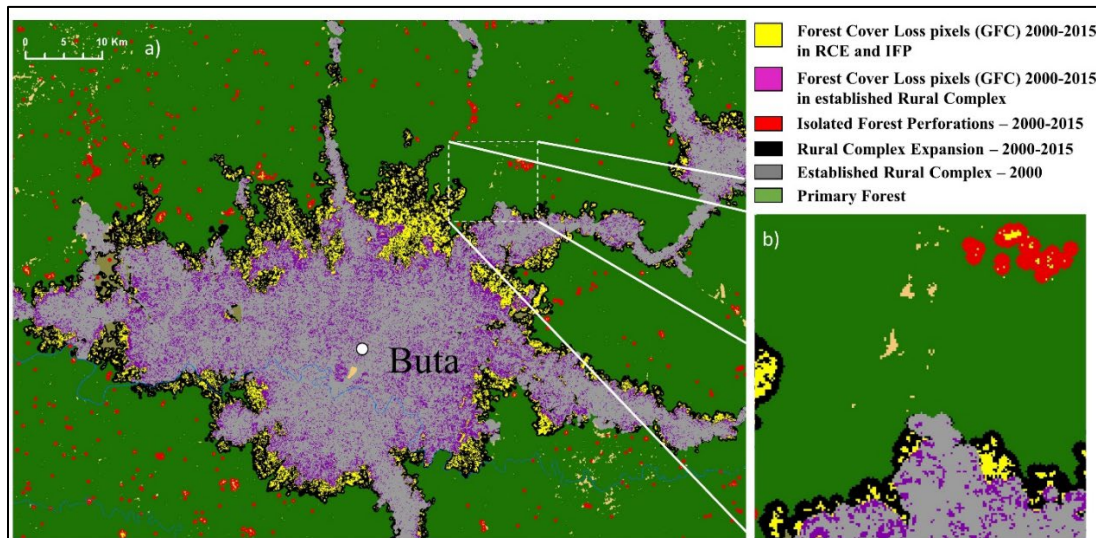 0 5 10 Km
a)
Buta
Forest Cover Loss pixels (GFC) 2000-2015
in RCE and IFP
Forest Cover Loss pixels (GFC) 2000-2015
in established Rural Complex
Isolated Forest Perforations – 2000-2015
Rural Complex Expansion – 2000-2015
Established Rural Complex – 2000
Primary Forest
b)